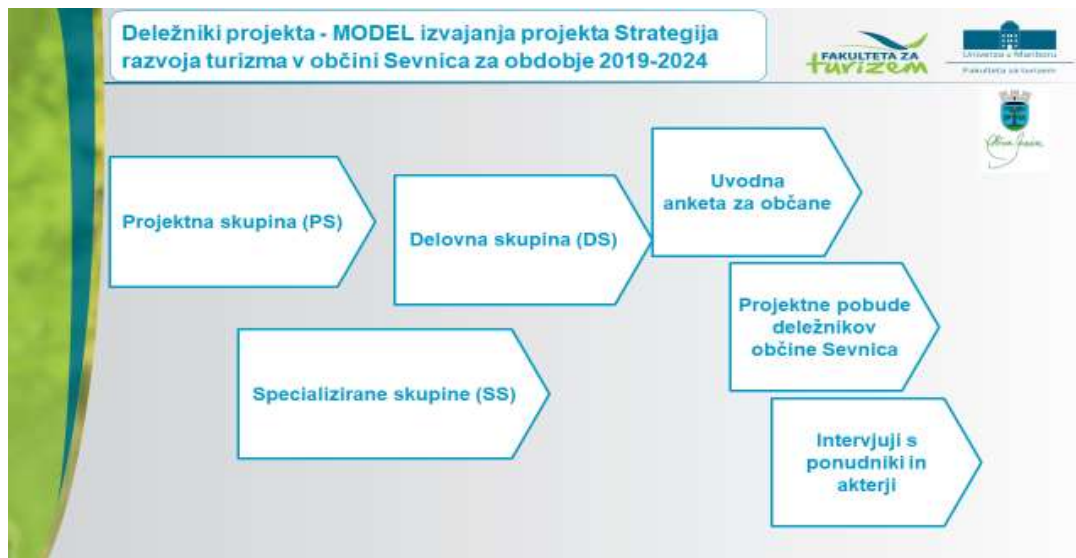 Deležniki projekta - MODEL izvajanja projekta Strategija
razvoja turizma v občini Sevnica za obdobje 2019-2024
FAKULTETA ZA
turizem
Univerza v Mariboru
Fakulteta za turizem
Projektna skupina (PS)
Delovna skupina (DS)
Uvodna
anketa za občane
Projektne pobude
deležnikov
občine Sevnica
Specializirane skupine (SS)
Intervjuji s
ponudniki in
akterji